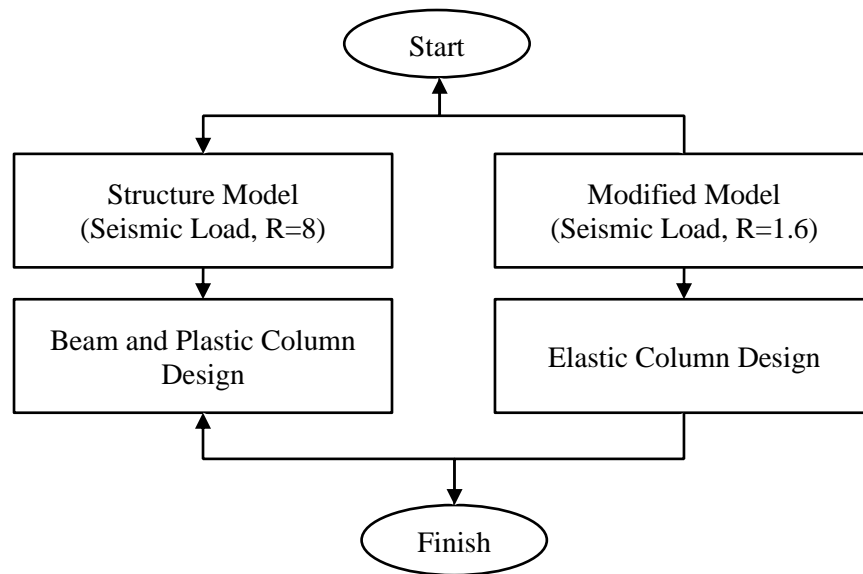 Start
Structure Model
(Seismic Load, R=8)
Modified Model
(Seismic Load, R=1.6)
Beam and Plastic Column
Design
Elastic Column Design
Finish